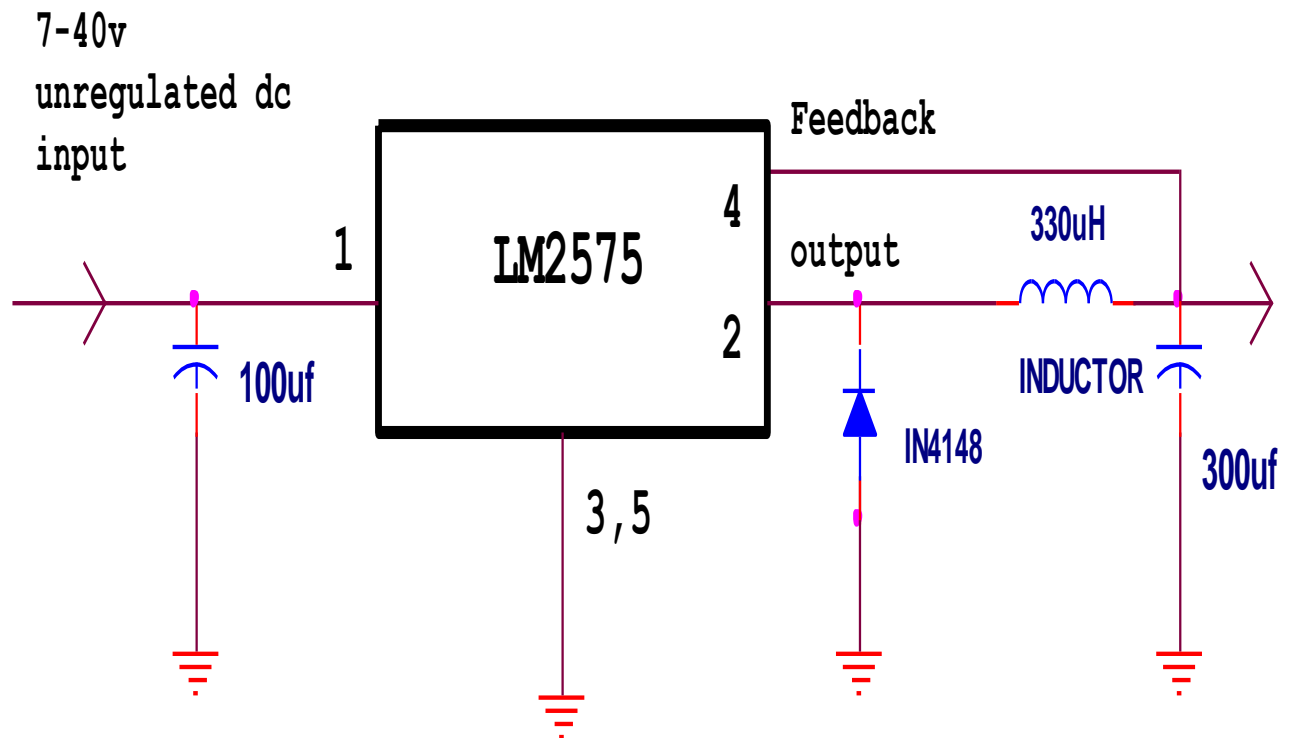 7-40v
unregulated dc
input
Feedback
4
330uH
1
LM2575
output
2
100uf
INDUCTOR
IN4148
300uf
3,5